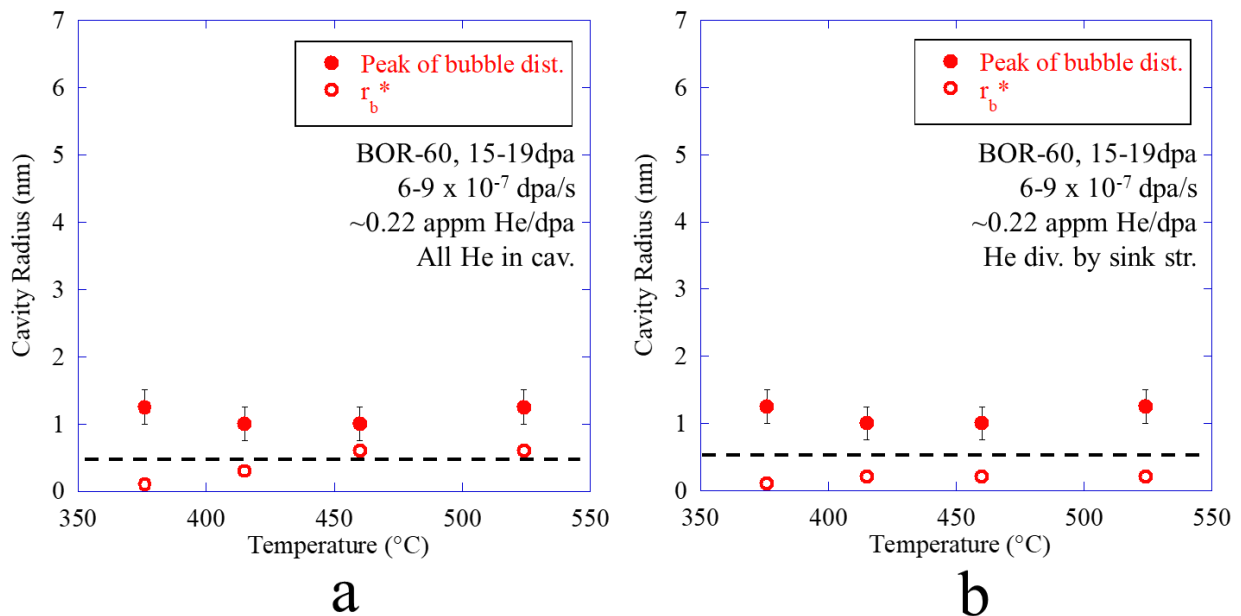 7
6
5
4
3
2
1
0
Cavity Radius (nm)
Peak of bubble dist.
r_b*
BOR-60, 15-19dpa
6-9 x 10⁻⁷ dpa/s
~0.22 appm He/dpa
All He in cav.
350 400 450 500 550
Temperature (°C)
a
7
6
5
4
3
2
1
0
Cavity Radius (nm)
Peak of bubble dist.
r_b*
BOR-60, 15-19dpa
6-9 x 10⁻⁷ dpa/s
~0.22 appm He/dpa
He div. by sink str.
350 400 450 500 550
Temperature (°C)
b